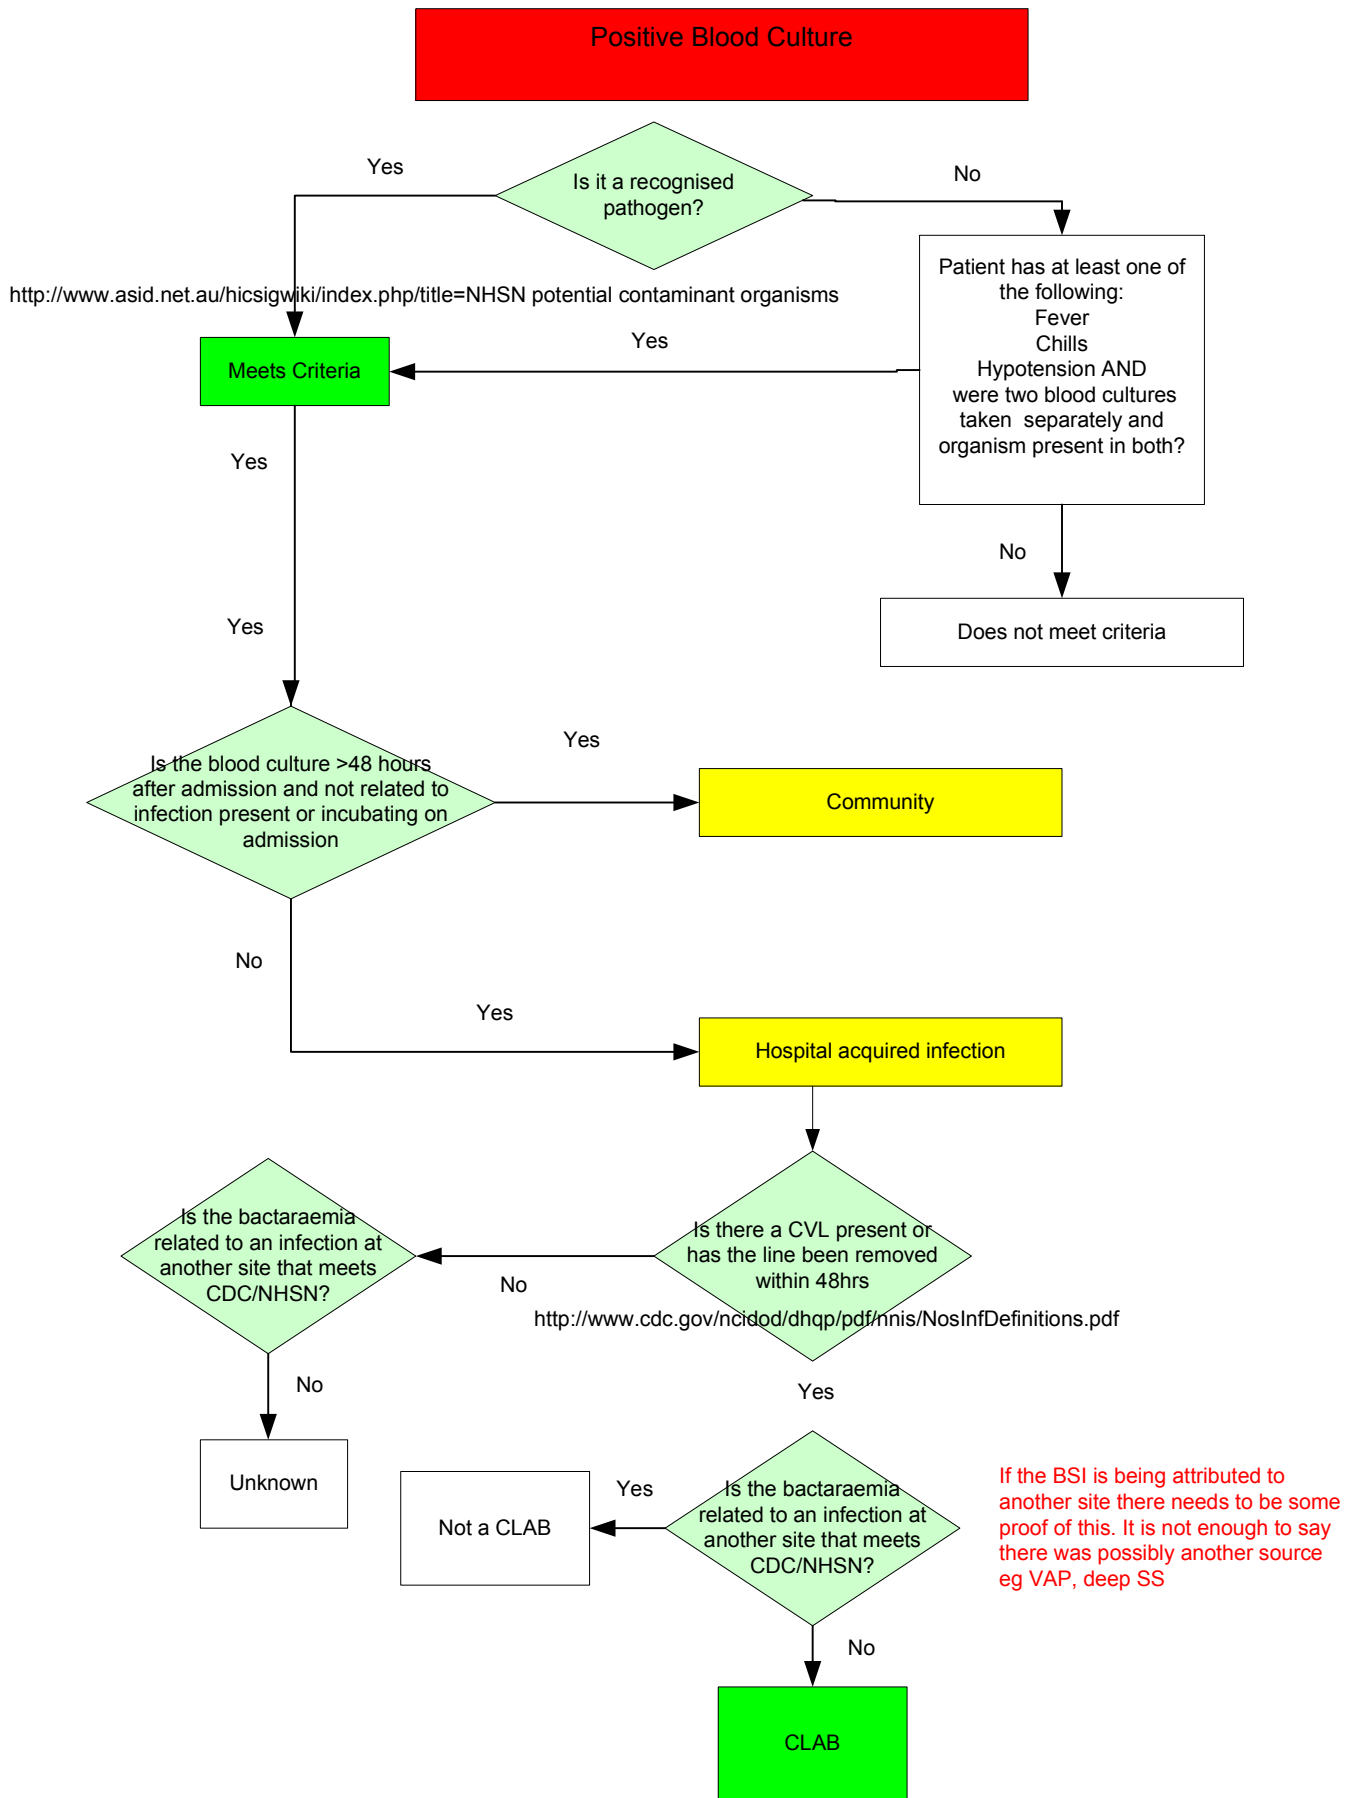 Positive Blood Culture
Yes
Is it a recognised
pathogen?
No
Patient has at least one of
the following:
Fever
Chills
Hypotension AND
were two blood cultures
taken  separately and
organism present in both?
http://www.asid.net.au/hicsigwiki/index.php/title=NHSN potential contaminant organisms
Yes
Meets Criteria
Yes
No
Does not meet criteria
Yes
Is the blood culture >48 hours
after admission and not related to
infection present or incubating on
admission
Yes
Community
No
Yes
Hospital acquired infection
Is there a CVL present or
has the line been removed
within 48hrs
http://www.cdc.gov/ncidod/dhqp/pdf/nnis/NosInfDefinitions.pdf
No
Is the bactaraemia
related to an infection at
another site that meets
CDC/NHSN?
No
Unknown
Yes
Is the bactaraemia
related to an infection at
another site that meets
CDC/NHSN?
Yes
Not a CLAB
If the BSI is being attributed to
another site there needs to be some
proof of this. It is not enough to say
there was possibly another source
eg VAP, deep SS
No
CLAB